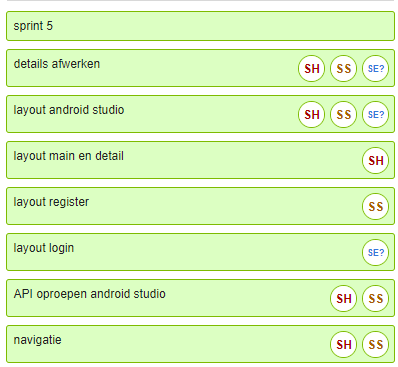 sprint 5
details afwerken SH SS SE?
layout android studio SH SS SE?
layout main en detail SH
layout register SS
layout login SE?
API oproepen android studio SH SS
navigatie SH SS